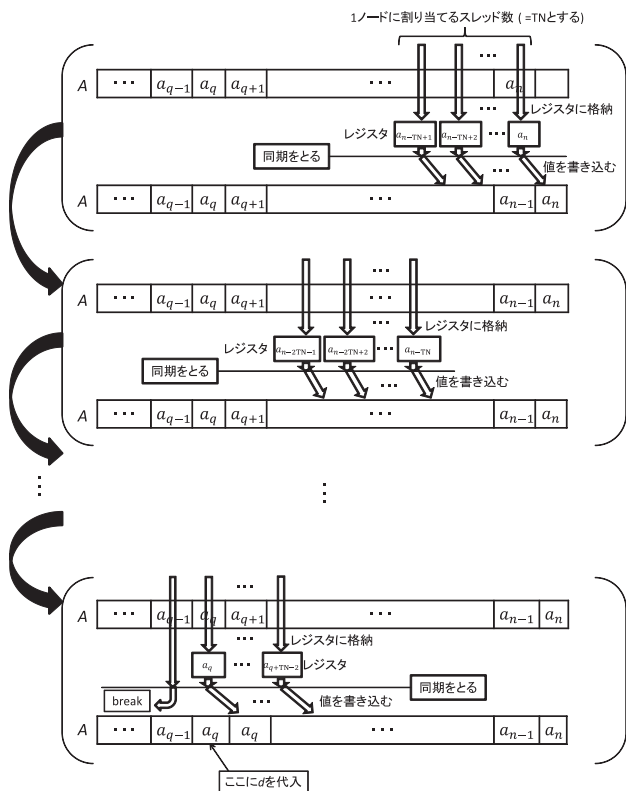 1ノードに割り当てるスレッド数 ( =TNとする)
...
A ... a_{q-1} a_q a_{q+1} ... a_n
... レジスタに格納
レジスタ a_{n-TN+1} a_{n-TN+2} ... a_n
同期をとる ... 値を書き込む
A ... a_{q-1} a_q a_{q+1} ... a_{n-1} a_n
...
A ... a_{q-1} a_q a_{q+1} ... a_{n-1} a_n
... レジスタに格納
レジスタ a_{n-2TN-1} a_{n-2TN+2} ... a_{n-TN}
同期をとる ... 値を書き込む
A ... a_{q-1} a_q a_{q+1} ... a_{n-1} a_n
⋮ ⋮
...
A ... a_{q-1} a_q a_{q+1} ... a_{n-1} a_n
... レジスタに格納
a_q ... a_{q+TN-2} レジスタ
同期をとる
break ... 値を書き込む
A ... a_{q-1} a_q a_q ... a_{n-1} a_n
ここにdを代入